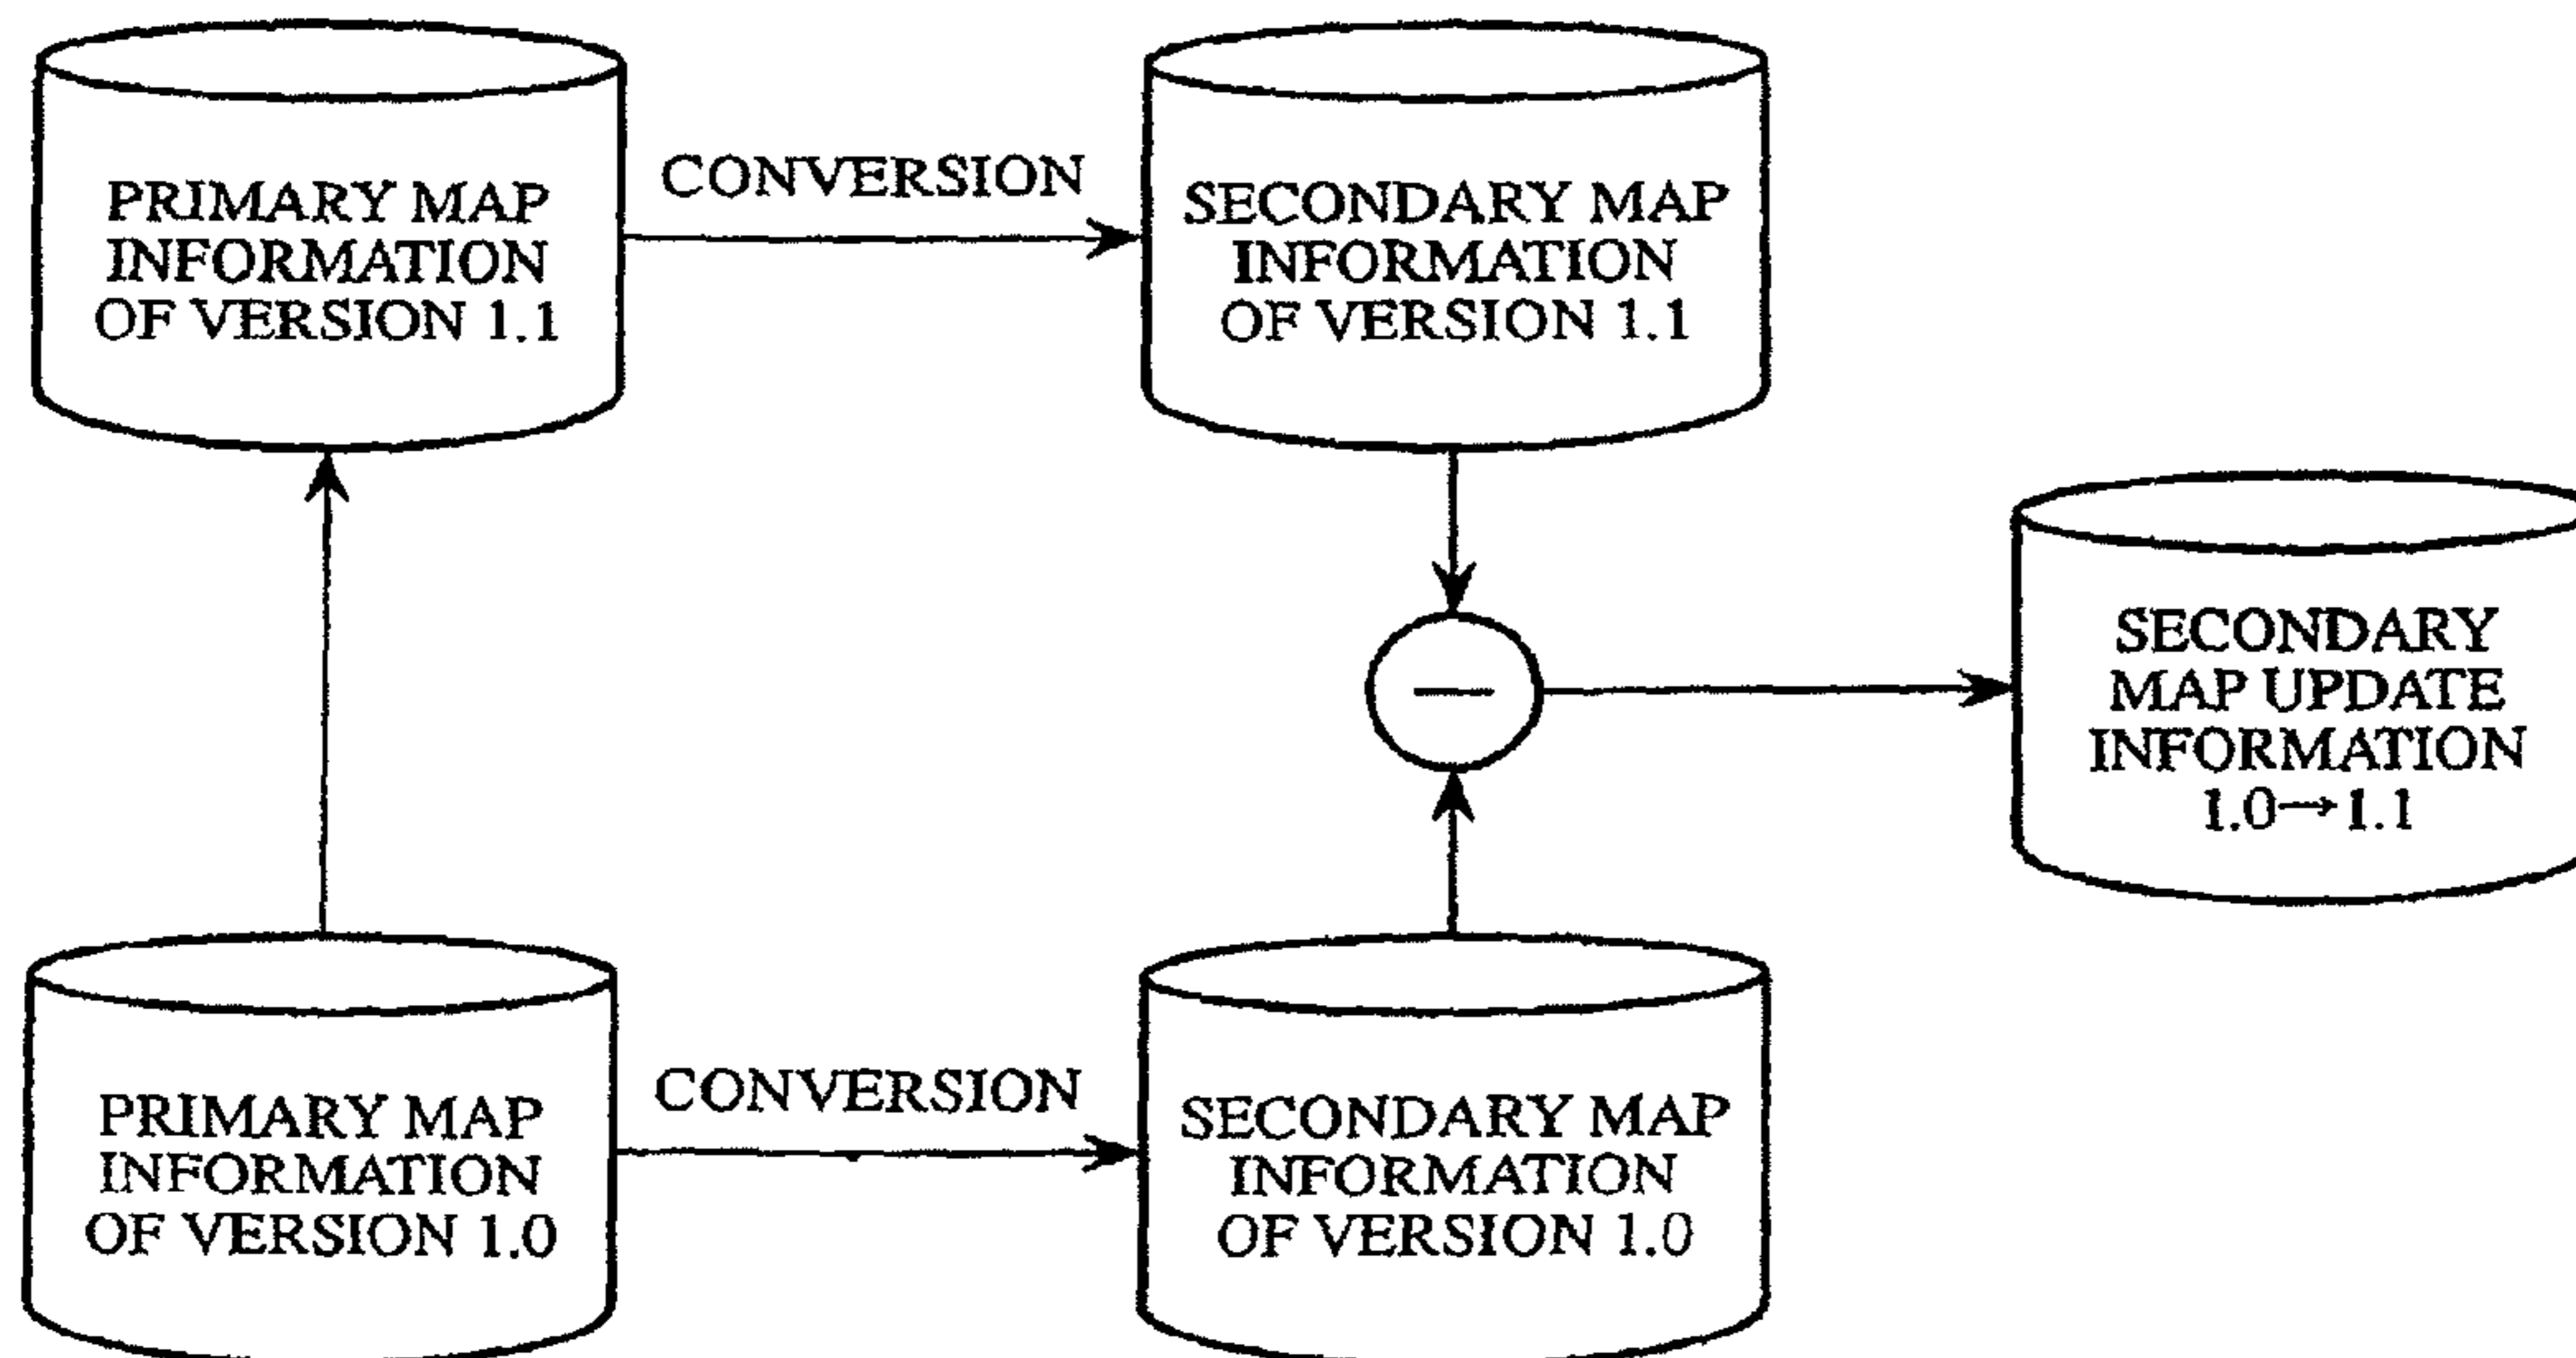 PRIMARY MAP
INFORMATION
OF VERSION 1.1
CONVERSION
SECONDARY MAP
INFORMATION
OF VERSION 1.1
—
SECONDARY
MAP UPDATE
INFORMATION
1.0→1.1
PRIMARY MAP
INFORMATION
OF VERSION 1.0
CONVERSION
SECONDARY MAP
INFORMATION
OF VERSION 1.0